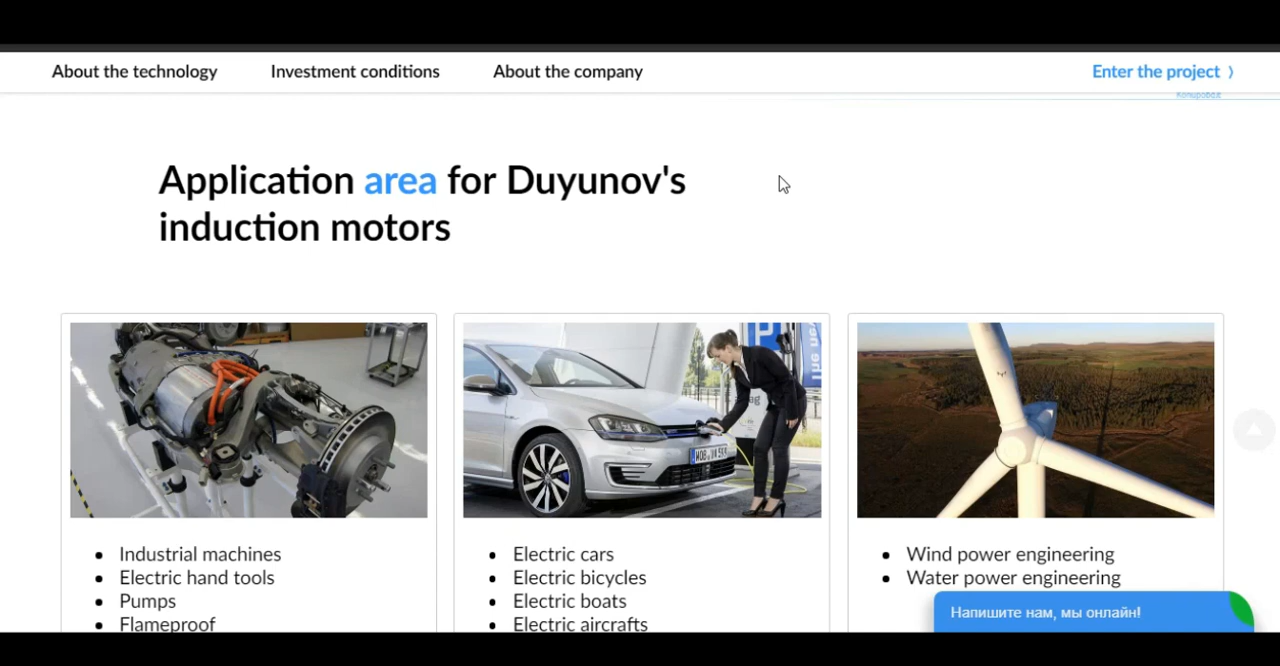 About the technology
Investment conditions
About the company
Enter the project
Application area for Duyunov's
induction motors
Industrial machines
Electric hand tools
Pumps
Flameproof
Electric cars
Electric bicycles
Electric boats
Electric aircrafts
Wind power engineering
Water power engineering
Напишите нам, мы онлайн!